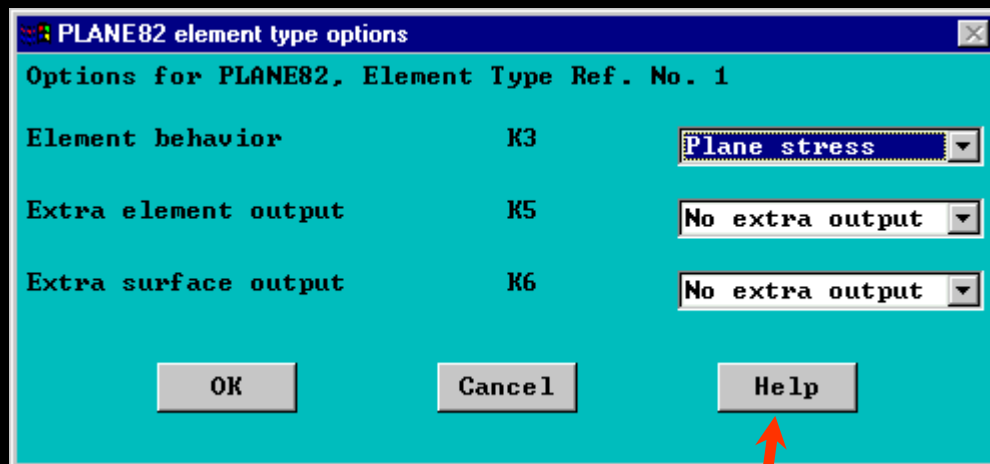 PLANE82 element type options
Options for PLANE82, Element Type Ref. No. 1
Element behavior K3 Plane stress
Extra element output K5 No extra output
Extra surface output K6 No extra output
OK Cancel Help